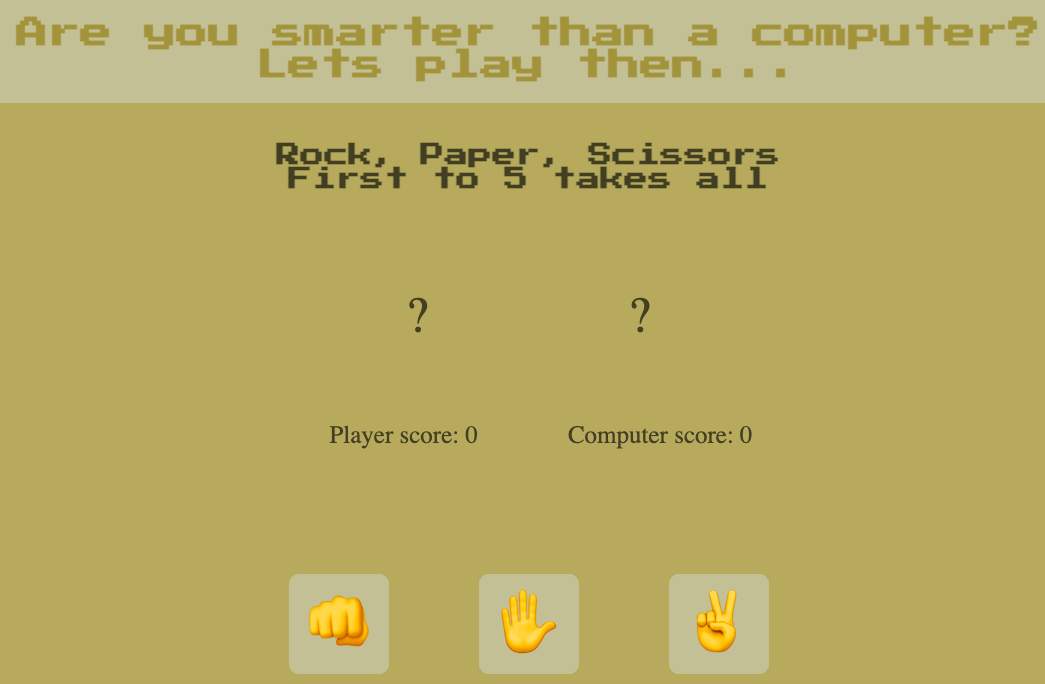 Are you smarter than a computer?
Lets play then...
Rock, Paper, Scissors
First to 5 takes all
? ?
Player score: 0 Computer score: 0